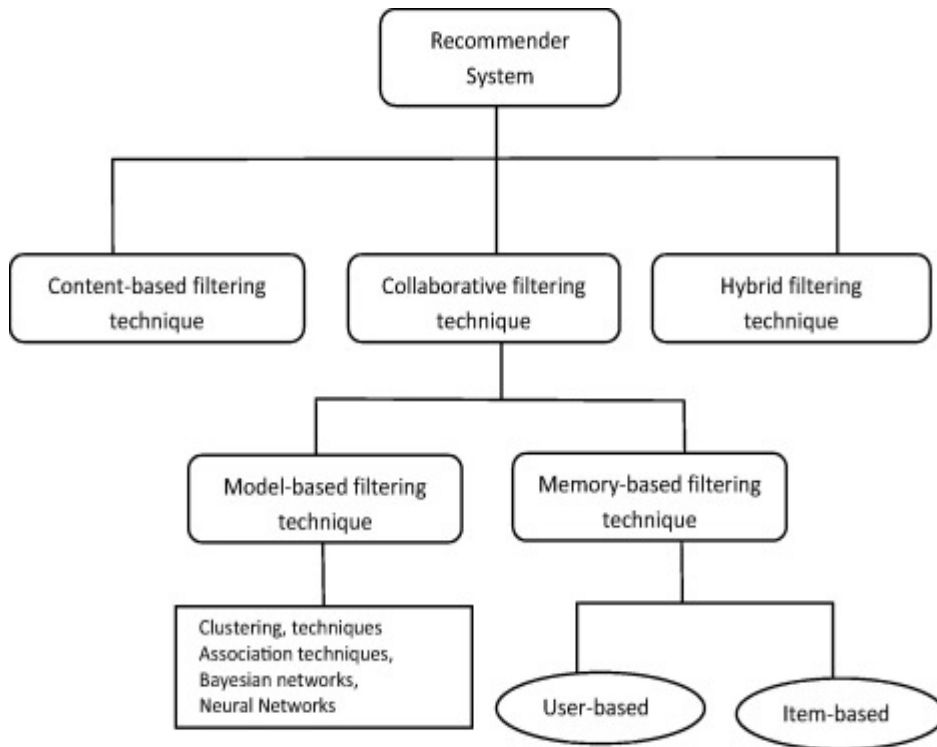 Recommender
System
Content-based filtering
technique
Collaborative filtering
technique
Hybrid filtering
technique
Model-based filtering
technique
Memory-based filtering
technique
Clustering, techniques
Association techniques,
Bayesian networks,
Neural Networks
User-based
Item-based